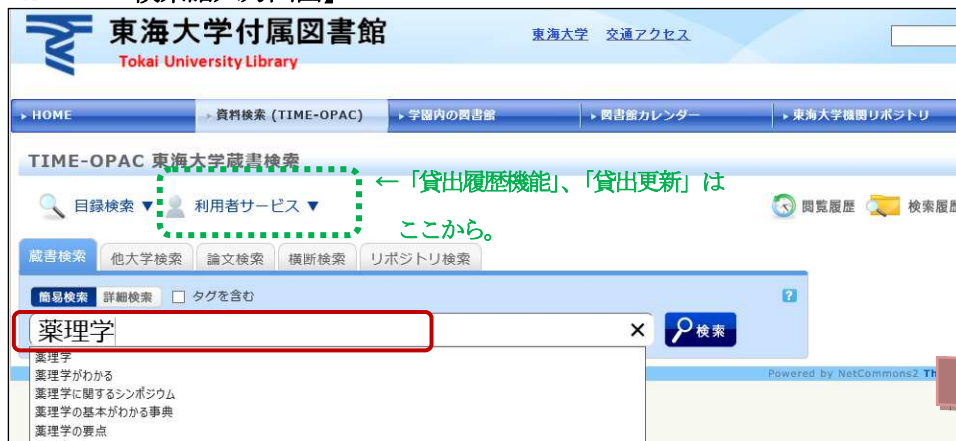 東海大学付属図書館
Tokai University Library
東海大学 交通アクセス
HOME
資料検索 (TIME-OPAC)
学園内の図書館
図書館カレンダー
東海大学機関リポジトリ
TIME-OPAC 東海大学蔵書検索
←「貸出履歴機能」、「貸出更新」は
ここから。
目録検索 ▼
利用者サービス ▼
閲覧履歴
検索履歴
蔵書検索
他大学検索
論文検索
横断検索
リポジトリ検索
簡易検索 詳細検索 タグを含む
?
薬理学
×
検索
薬理学
薬理学がわかる
薬理学に関するシンポジウム
薬理学の基本がわかる事典
薬理学の要点
Powered by NetCommons2 Th